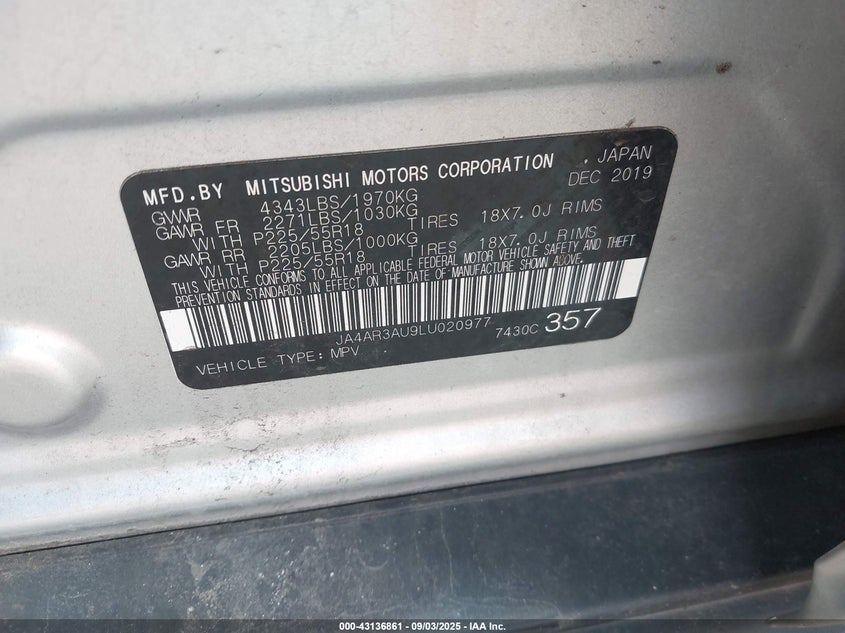 MFD.BY MITSUBISHI MOTORS CORPORATION , JAPAN
GVWR 4343LBS/1970KG DEC 2019
GAWR FR 2271LBS/1030KG TIRES 18X7.0J RIMS
WITH P225/55R18
GAWR RR 2205LBS/1000KG TIRES 18X7.0J RIMS
WITH P225/55R18
THIS VEHICLE CONFORMS TO ALL APPLICABLE FEDERAL MOTOR VEHICLE SAFETY AND THEFT
PREVENTION STANDARDS IN EFFECT ON THE DATE OF MANUFACTURE SHOWN ABOVE.
JA4AR3AU9LU020977 7430C 357
VEHICLE TYPE: MPV
000-43136861 - 09/03/2025 - IAA Inc.